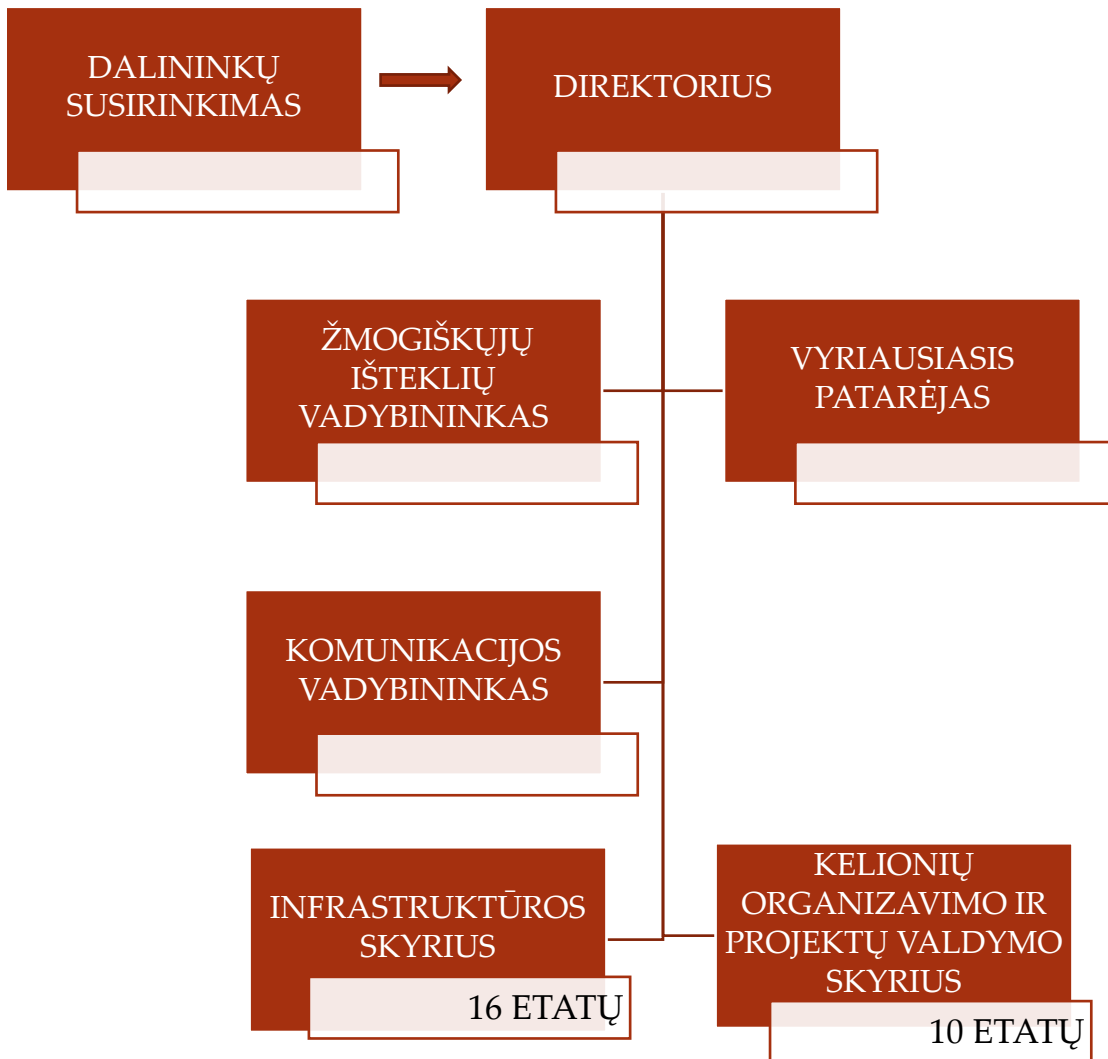 DALININKŲ
SUSIRINKIMAS
DIREKTORIUS
ŽMOGIŠKŲJŲ
IŠTEKLIŲ
VADYBININKAS
VYRIAUSIASIS
PATARĖJAS
KOMUNIKACIJOS
VADYBININKAS
INFRASTRUKTŪROS
SKYRIUS
16 ETATŲ
KELIONIŲ
ORGANIZAVIMO IR
PROJEKTŲ VALDYMO
SKYRIUS
10 ETATŲ